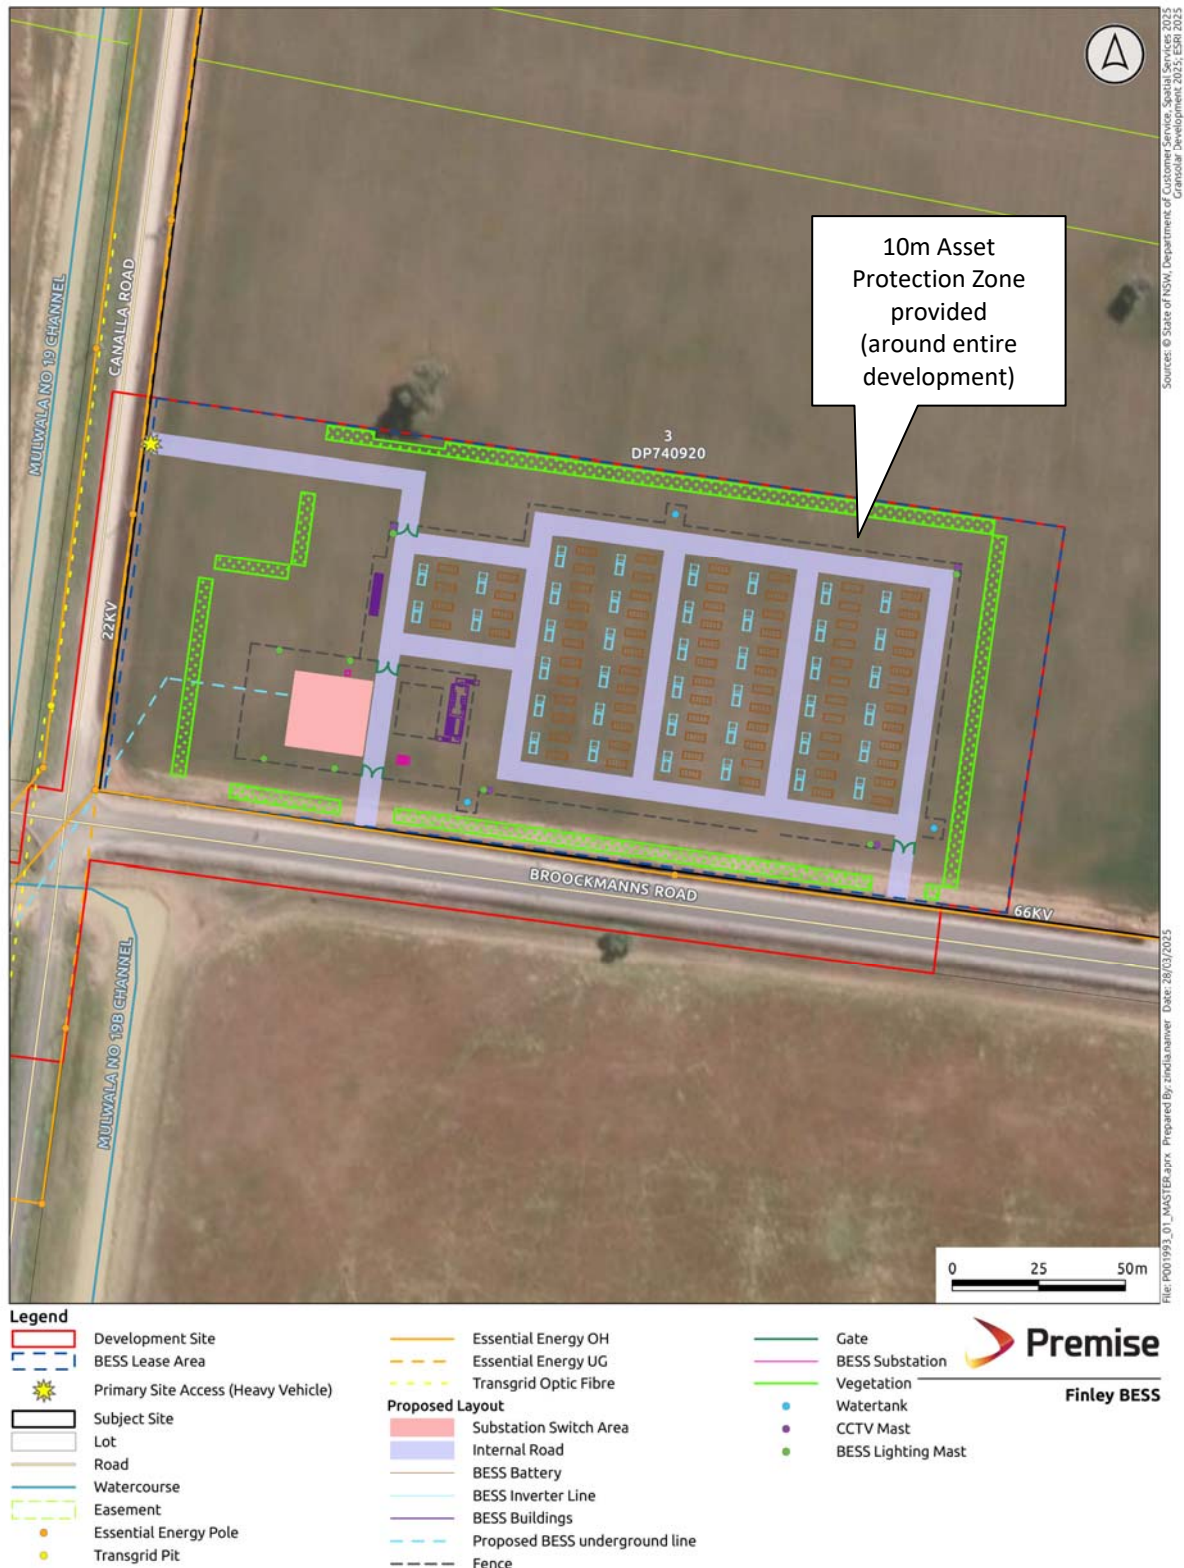 Sources: © State of NSW, Department of Customer Service, Spatial Services 2025
Gransolar Development 2025; ESRI 2025
10m Asset
Protection Zone
provided
(around entire
development)
MULWALA NO 19 CHANNEL
CANALLA ROAD
3
DP740920
22KV
BROOCKMANNS ROAD
66KV
MULWALA NO 19B CHANNEL
0 25 50m
File: P001993_01_MASTER.aprx Prepared By: zindia.nanver Date: 28/03/2025
Legend
Development Site
BESS Lease Area
Primary Site Access (Heavy Vehicle)
Subject Site
Lot
Road
Watercourse
Easement
Essential Energy Pole
Transgrid Pit
Essential Energy OH
Essential Energy UG
Transgrid Optic Fibre
Proposed Layout
Substation Switch Area
Internal Road
BESS Battery
BESS Inverter Line
BESS Buildings
Proposed BESS underground line
Fence
Gate
BESS Substation
Vegetation
Watertank
CCTV Mast
BESS Lighting Mast
Premise
Finley BESS